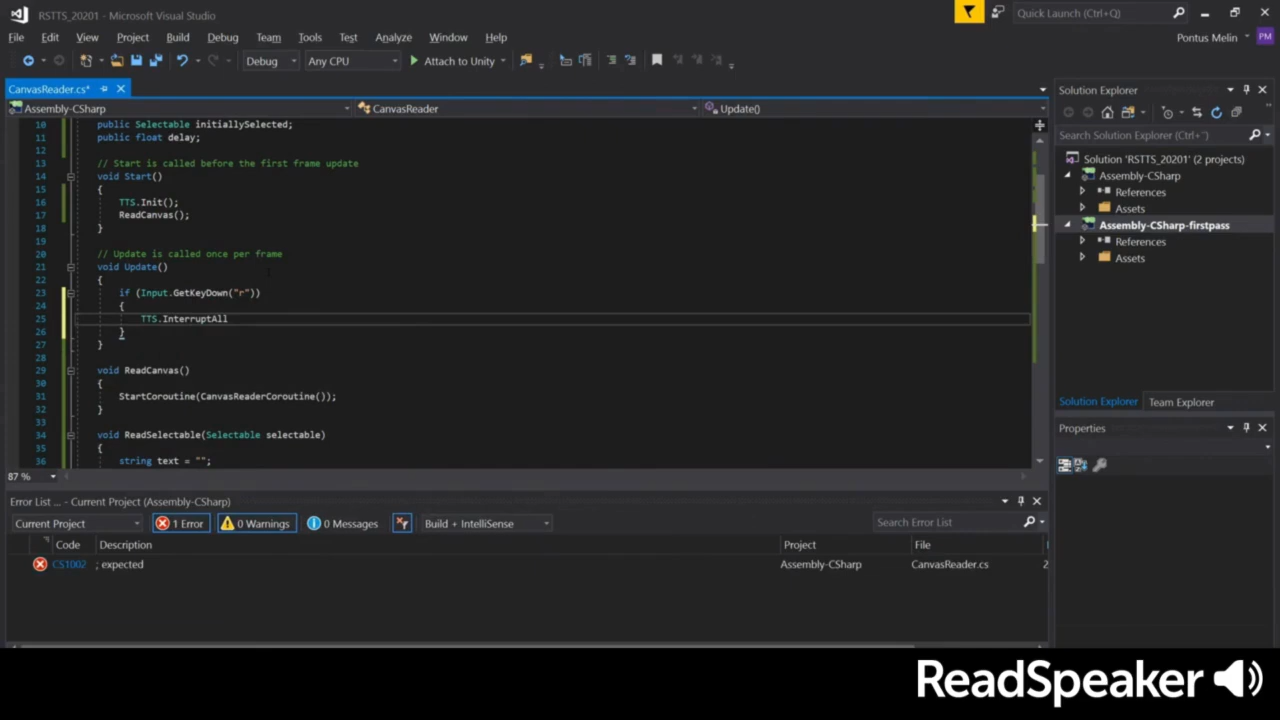 RSTTS_20201 - Microsoft Visual Studio
Quick Launch (Ctrl+Q)
File Edit View Project Build Debug Team Tools Test Analyze Window Help
Pontus Melin
PM
Debug Any CPU Attach to Unity
CanvasReader.cs*
Assembly-CSharp CanvasReader Update()
10 public Selectable initiallySelected;
11 public float delay;
12
13 // Start is called before the first frame update
14 void Start()
15 {
16 TTS.Init();
17 ReadCanvas();
18 }
19
20 // Update is called once per frame
21 void Update()
22 {
23 if (Input.GetKeyDown("r"))
24 {
25 TTS.InterruptAll
26 }
27 }
28
29 void ReadCanvas()
30 {
31 StartCoroutine(CanvasReaderCoroutine());
32 }
33
34 void ReadSelectable(Selectable selectable)
35 {
36 string text = "";
87 %
Solution Explorer
Search Solution Explorer (Ctrl+")
Solution 'RSTTS_20201' (2 projects)
Assembly-CSharp
References
Assets
Assembly-CSharp-firstpass
References
Assets
Solution Explorer Team Explorer
Properties
Error List ... - Current Project (Assembly-CSharp)
Current Project 1 Error 0 Warnings 0 Messages Build + IntelliSense Search Error List
Code Description Project File
CS1002 ; expected Assembly-CSharp CanvasReader.cs 2
ReadSpeaker